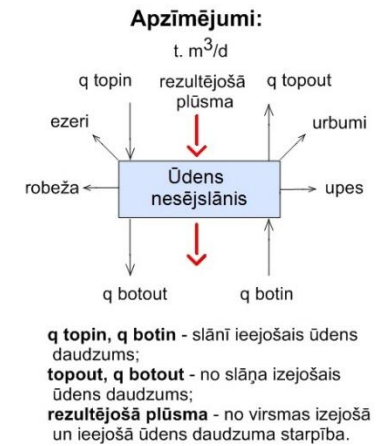 Apzīmējumi:
t. m³/d
q topin rezultējošā q topout
plūsma
ezeri urbumi
robeža Ūdens upes
nesējslānis
q botout q botin
q topin, q botin - slānī ieejošais ūdens
daudzums;
topout, q botout - no slāņa izejošais
ūdens daudzums;
rezultējošā plūsma - no virsmas izejošā
un ieejošā ūdens daudzuma starpība.